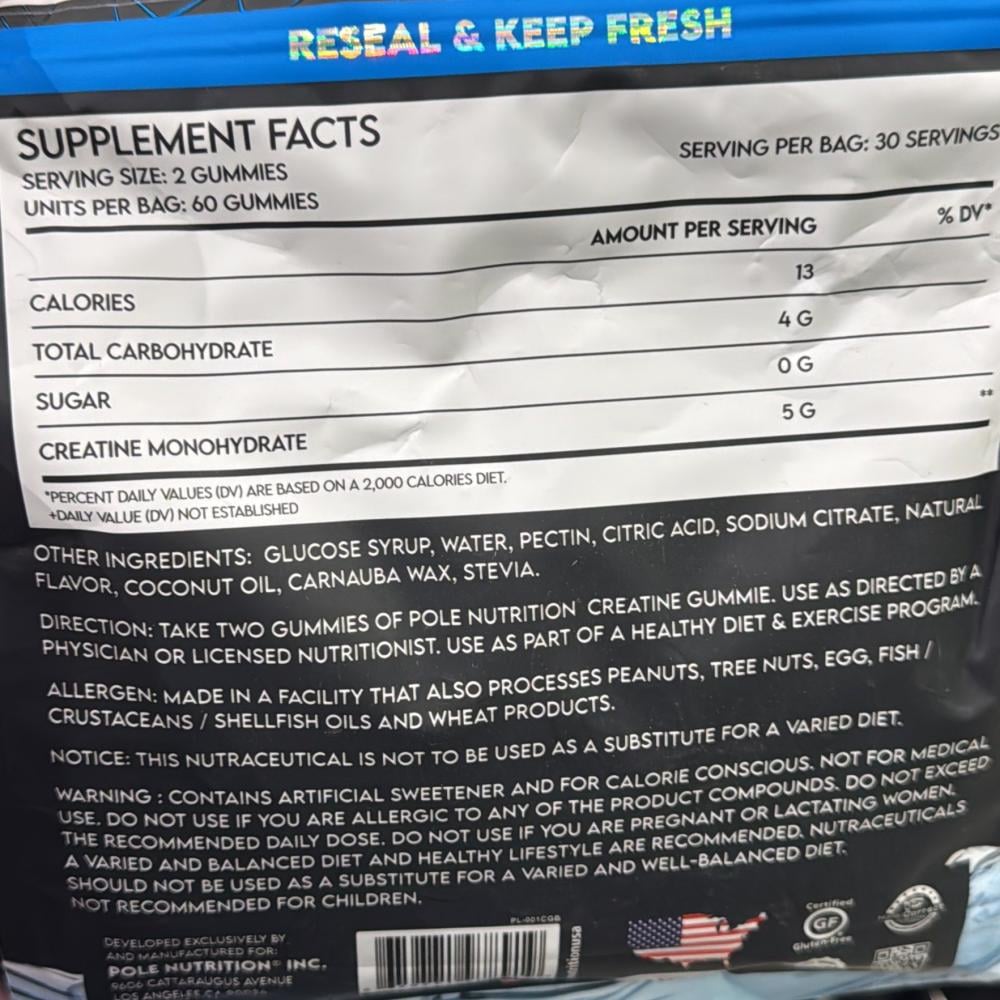 RESEAL & KEEP FRESH
SUPPLEMENT FACTS
SERVING SIZE: 2 GUMMIES
SERVING PER BAG: 30 SERVINGS
UNITS PER BAG: 60 GUMMIES
AMOUNT PER SERVING % DV*
CALORIES 13
TOTAL CARBOHYDRATE 4 G
SUGAR 0 G
CREATINE MONOHYDRATE 5 G **
*PERCENT DAILY VALUES (DV) ARE BASED ON A 2,000 CALORIES DIET.
+DAILY VALUE (DV) NOT ESTABLISHED
OTHER INGREDIENTS: GLUCOSE SYRUP, WATER, PECTIN, CITRIC ACID, SODIUM CITRATE, NATURAL
FLAVOR, COCONUT OIL, CARNAUBA WAX, STEVIA.
DIRECTION: TAKE TWO GUMMIES OF POLE NUTRITION CREATINE GUMMIE. USE AS DIRECTED BY A
PHYSICIAN OR LICENSED NUTRITIONIST. USE AS PART OF A HEALTHY DIET & EXERCISE PROGRAM.
ALLERGEN: MADE IN A FACILITY THAT ALSO PROCESSES PEANUTS, TREE NUTS, EGG, FISH /
CRUSTACEANS / SHELLFISH OILS AND WHEAT PRODUCTS.
NOTICE: THIS NUTRACEUTICAL IS NOT TO BE USED AS A SUBSTITUTE FOR A VARIED DIET.
WARNING : CONTAINS ARTIFICIAL SWEETENER AND FOR CALORIE CONSCIOUS. NOT FOR MEDICAL
USE. DO NOT USE IF YOU ARE ALLERGIC TO ANY OF THE PRODUCT COMPOUNDS. DO NOT EXCEED
THE RECOMMENDED DAILY DOSE. DO NOT USE IF YOU ARE PREGNANT OR LACTATING WOMEN.
A VARIED AND BALANCED DIET AND HEALTHY LIFESTYLE ARE RECOMMENDED. NUTRACEUTICALS
SHOULD NOT BE USED AS A SUBSTITUTE FOR A VARIED AND WELL-BALANCED DIET.
NOT RECOMMENDED FOR CHILDREN.
DEVELOPED EXCLUSIVELY BY
AND MANUFACTURED FOR:
POLE NUTRITION® INC.
9606 CATTARAUGUS AVENUE
LOS ANGELES CA
PL-001CGB
Certified
GF
Gluten-Free